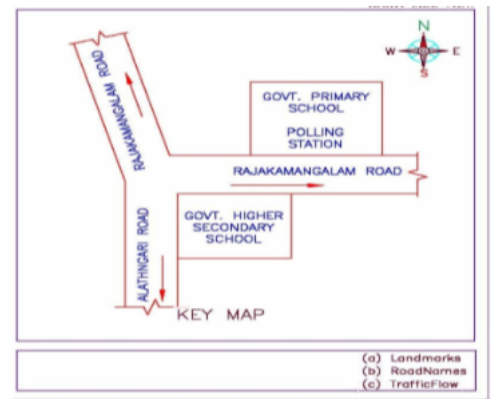 N
W E
S
RAJAKAMANGALAM ROAD
GOVT. PRIMARY
SCHOOL
POLLING
STATION
RAJAKAMANGALAM ROAD
ALATHNGARI ROAD
GOVT. HIGHER
SECONDARY
SCHOOL
KEY MAP
(a) Landmarks
(b) RoadNames
(c) TrafficFlow